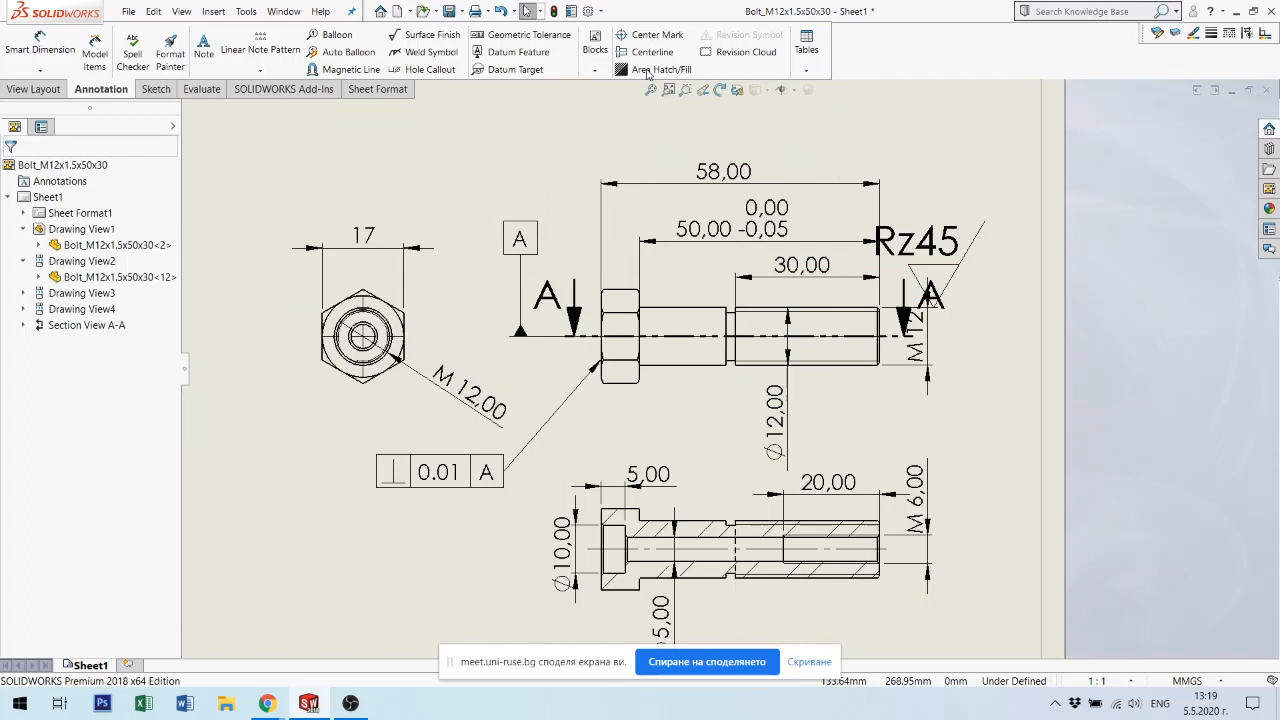 SOLIDWORKS
File Edit View Insert Tools Window Help
Bolt_M12x1.5x50x30 - Sheet1 *
Search Knowledge Base
Smart Dimension
Model Items
Spell Checker
Format Painter
Note
Linear Note Pattern
Balloon
Auto Balloon
Magnetic Line
Surface Finish
Weld Symbol
Hole Callout
Geometric Tolerance
Datum Feature
Datum Target
Blocks
Center Mark
Centerline
Area Hatch/Fill
Revision Symbol
Revision Cloud
Tables
View Layout Annotation Sketch Evaluate SOLIDWORKS Add-Ins Sheet Format
Bolt_M12x1.5x50x30
Annotations
Sheet1
Sheet Format1
Drawing View1
Bolt_M12x1.5x50x30<2>
Drawing View2
Bolt_M12x1.5x50x30<12>
Drawing View3
Drawing View4
Section View A-A
58,00
0,00
50,00 -0,05
30,00
Rz45
17
A
A
A
M 12
M 12,00
∅12,00
⊥ 0.01 A
5,00
20,00
M 6,00
∅10,00
5,00
meet.uni-ruse.bg споделя екрана ви.
Спиране на споделянето
Скриване
Sheet1
SOLIDWORKS Premium 2018 x64 Edition
133.64mm 268.95mm 0mm Under Defined 1 : 1 MMGS
Ps
ЕНГ
13:19
5.5.2020 г.